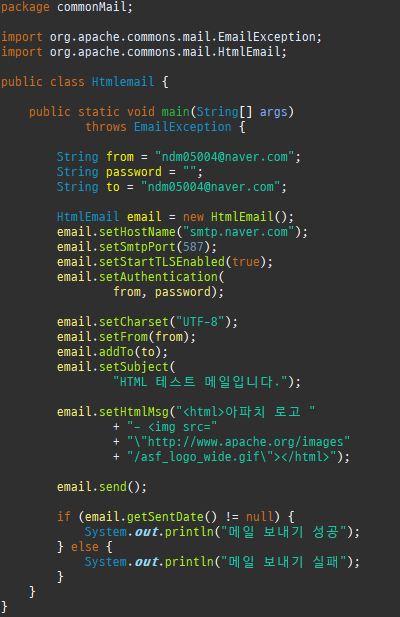 package commonMail;
import org.apache.commons.mail.EmailException;
import org.apache.commons.mail.HtmlEmail;
public class Htmlemail {
public static void main(String[] args)
throws EmailException {
String from = "ndm05004@naver.com";
String password = "";
String to = "ndm05004@naver.com";
HtmlEmail email = new HtmlEmail();
email.setHostName("smtp.naver.com");
email.setSmtpPort(587);
email.setStartTLSEnabled(true);
email.setAuthentication(
from, password);
email.setCharset("UTF-8");
email.setFrom(from);
email.addTo(to);
email.setSubject(
"HTML 테스트 메일입니다.");
email.setHtmlMsg("<html>아파치 로고 "
+ "- <img src="
+ "\"http://www.apache.org/images"
+ "/asf_logo_wide.gif\"></html>");
email.send();
if (email.getSentDate() != null) {
System.out.println("메일 보내기 성공");
} else {
System.out.println("메일 보내기 실패");
}
}
}